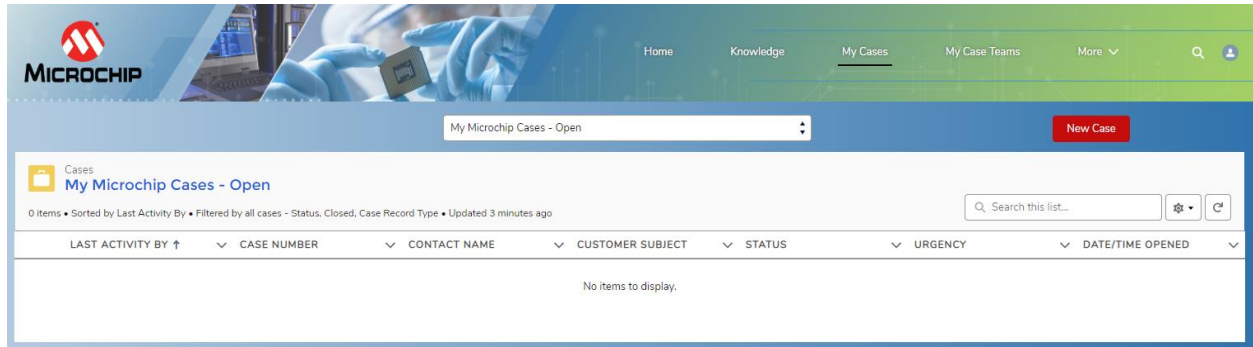 MICROCHIP
Home Knowledge My Cases My Case Teams More
My Microchip Cases - Open
New Case
Cases
My Microchip Cases - Open
0 items • Sorted by Last Activity By • Filtered by all cases - Status, Closed, Case Record Type • Updated 3 minutes ago
Search this list...
LAST ACTIVITY BY ↑ CASE NUMBER CONTACT NAME CUSTOMER SUBJECT STATUS URGENCY DATE/TIME OPENED
No items to display.